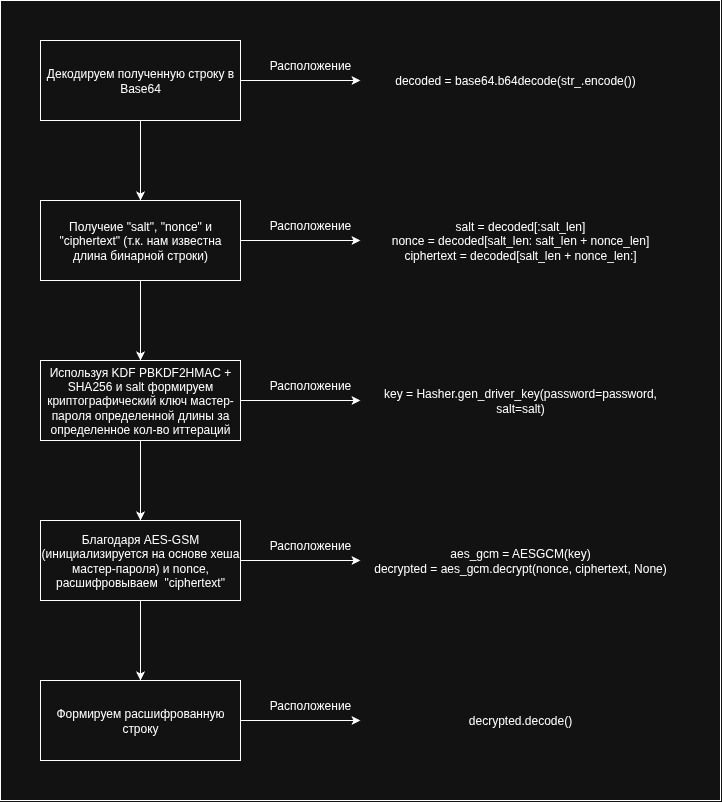 Декодируем полученную строку в
Base64
Расположение
decoded = base64.b64decode(str_.encode())
Получеие "salt", "nonce" и
"ciphertext" (т.к. нам известна
длина бинарной строки)
Расположение
salt = decoded[:salt_len]
nonce = decoded[salt_len: salt_len + nonce_len]
ciphertext = decoded[salt_len + nonce_len:]
Используя KDF PBKDF2HMAC +
SHA256 и salt формируем
криптографический ключ мастер-
пароля определенной длины за
определенное кол-во иттераций
Расположение
key = Hasher.gen_driver_key(password=password,
salt=salt)
Благодаря AES-GSM
(инициализируется на основе хеша
мастер-пароля) и nonce,
расшифровываем "ciphertext"
Расположение
aes_gcm = AESGCM(key)
decrypted = aes_gcm.decrypt(nonce, ciphertext, None)
Формируем расшифрованную
строку
Расположение
decrypted.decode()